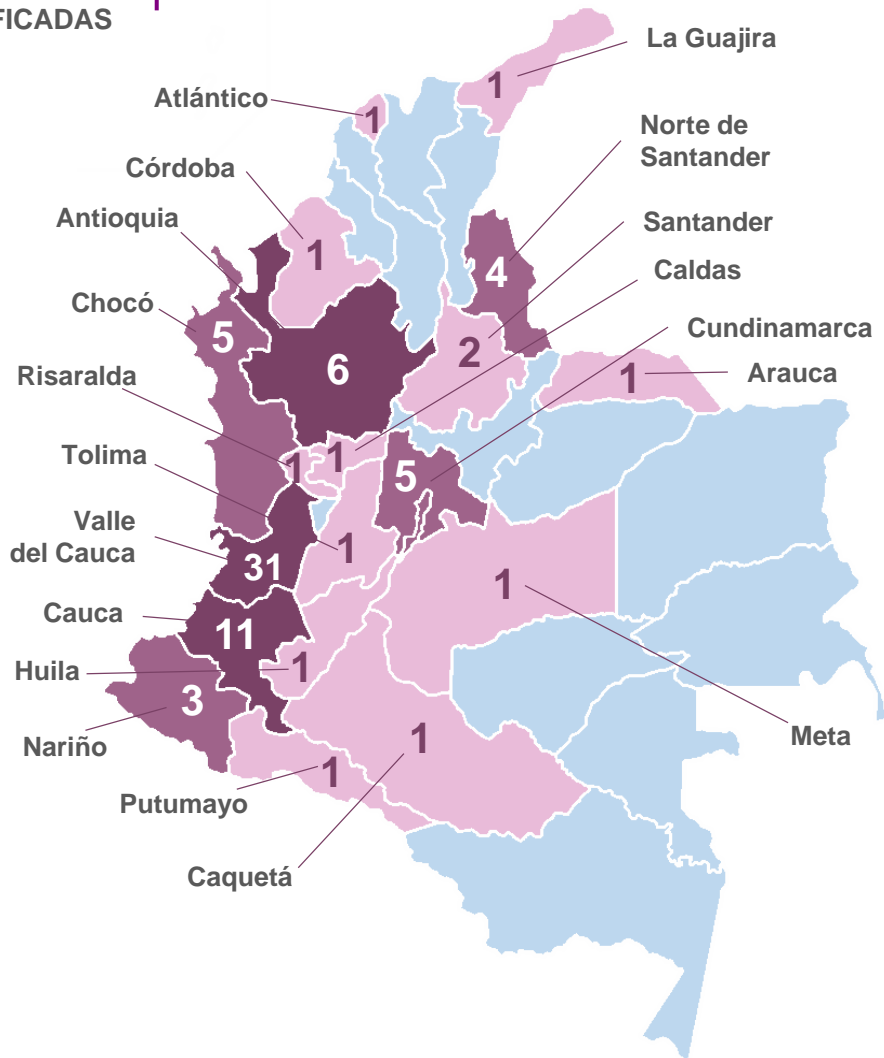 FICADAS
La Guajira
1
Atlántico
1
Norte de
Santander
Córdoba
Antioquia
Santander
1
4
Caldas
Chocó
5
Cundinamarca
2
6
Risaralda
1
Arauca
1
1
Tolima
5
Valle
del Cauca
1
31
1
Cauca
11
Huila
1
3
Nariño
Meta
1
1
Putumayo
Caquetá